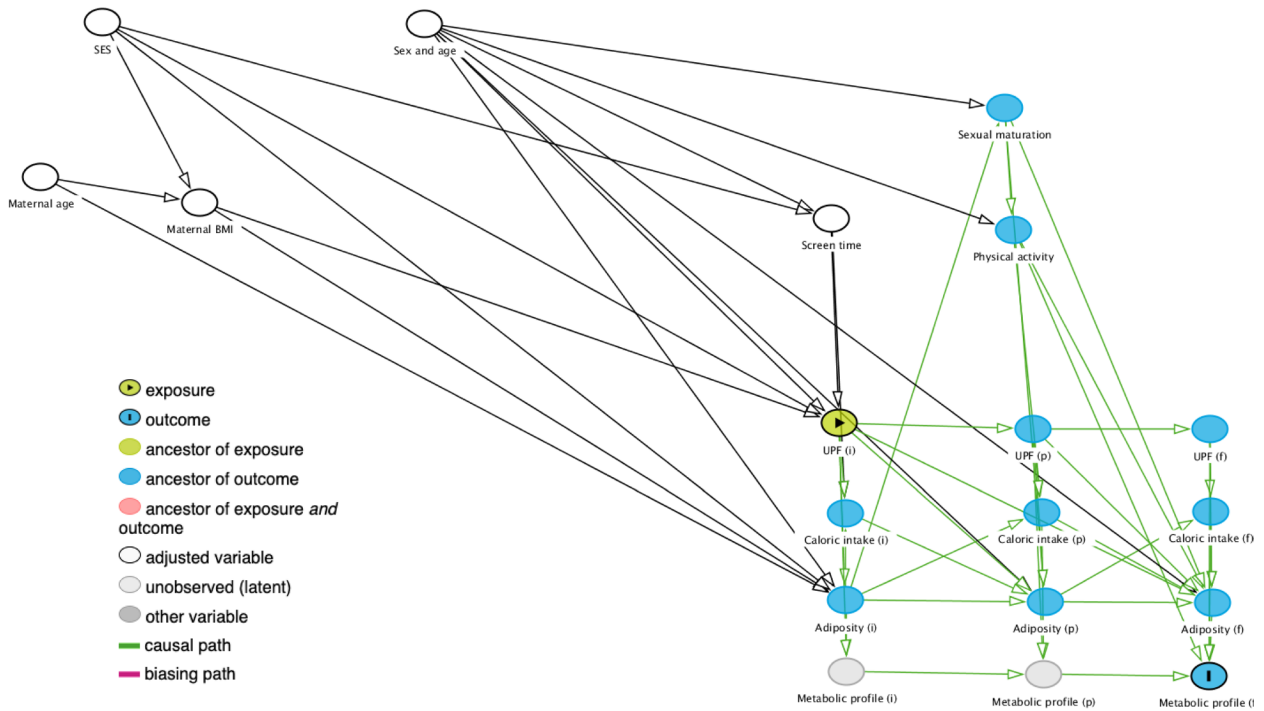 SES
Sex and age
Sexual maturation
Maternal age
Maternal BMI
Screen time
Physical activity
exposure
outcome
ancestor of exposure
ancestor of outcome
ancestor of exposure and
outcome
adjusted variable
unobserved (latent)
other variable
causal path
biasing path
UPF (i)
UPF (p)
UPF (f)
Caloric intake (i)
Caloric intake (p)
Caloric intake (f)
Adiposity (i)
Adiposity (p)
Adiposity (f)
Metabolic profile (i)
Metabolic profile (p)
Metabolic profile (